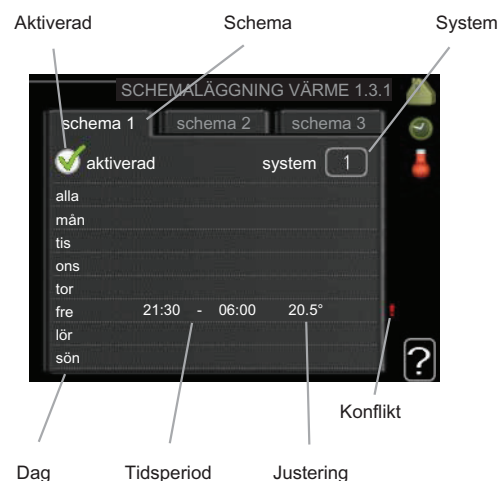 Aktiverad Schema System
SCHEMALÄGGNING VÄRME 1.3.1
schema 1 schema 2 schema 3
aktiverad system 1
alla
mån
tis
ons
tor
fre 21:30 - 06:00 20.5° !
lör
sön
?
Konflikt
Dag Tidsperiod Justering